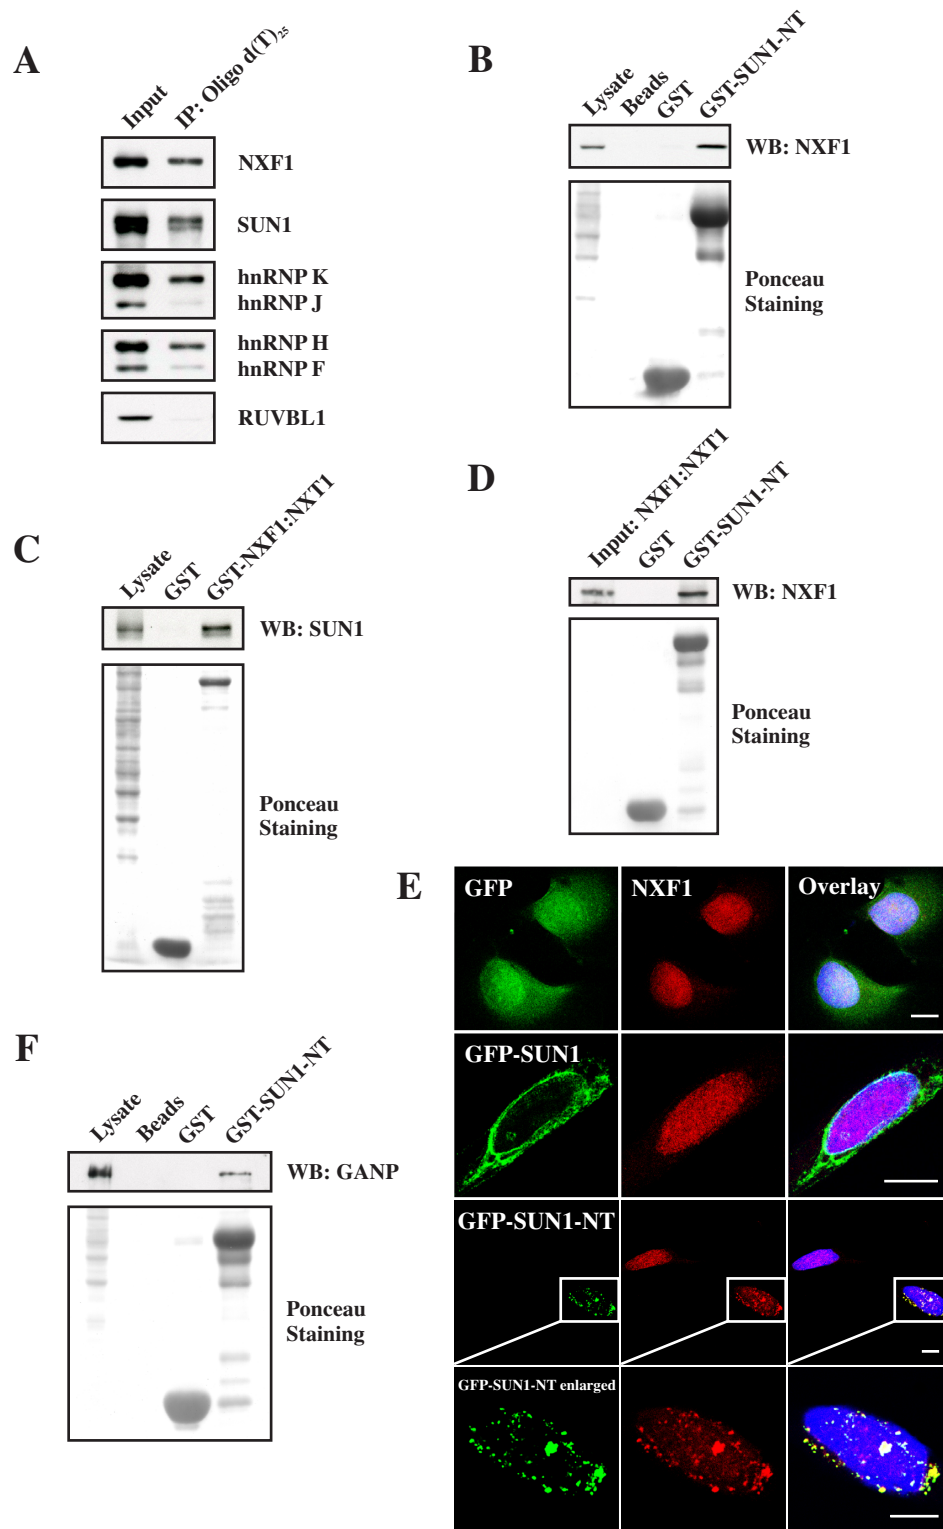 A
Input
IP: Oligo d(T)25
NXF1
SUN1
hnRNP K
hnRNP J
hnRNP H
hnRNP F
RUVBL1
B
Lysate
Beads
GST
GST-SUN1-NT
WB: NXF1
Ponceau
Staining
C
Lysate
GST
GST-NXF1:NXT1
WB: SUN1
Ponceau
Staining
D
Input: NXF1:NXT1
GST
GST-SUN1-NT
WB: NXF1
Ponceau
Staining
E
GFP
NXF1
Overlay
GFP-SUN1
GFP-SUN1-NT
GFP-SUN1-NT enlarged
F
Lysate
Beads
GST
GST-SUN1-NT
WB: GANP
Ponceau
Staining